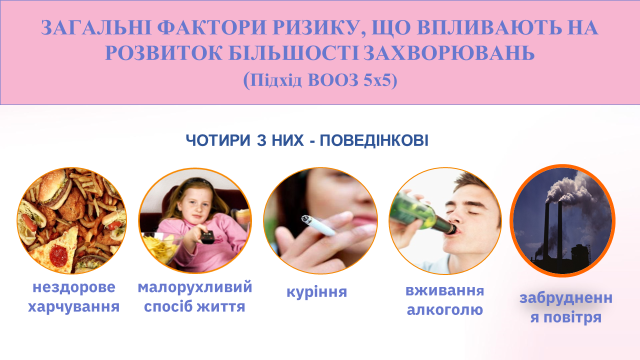 ЗАГАЛЬНІ ФАКТОРИ РИЗИКУ, ЩО ВПЛИВАЮТЬ НА
РОЗВИТОК БІЛЬШОСТІ ЗАХВОРЮВАНЬ
(Підхід ВООЗ 5х5)
ЧОТИРИ З НИХ - ПОВЕДІНКОВІ
нездорове
харчування
малорухливий
спосіб життя
куріння
вживання
алкоголю
забрудненн
я повітря